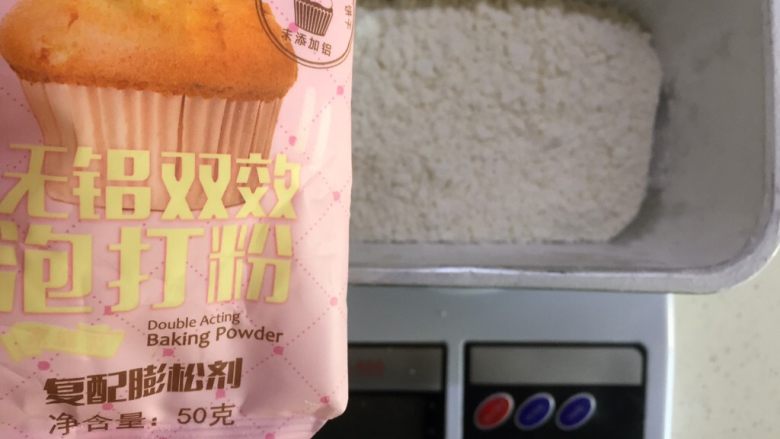 未添加铝
无铝双效
泡打粉
Double Acting
Baking Powder
复配膨松剂
净含量：50克